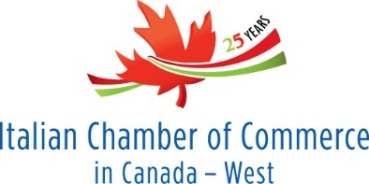 25 YEARS
Italian Chamber of Commerce
in Canada – West